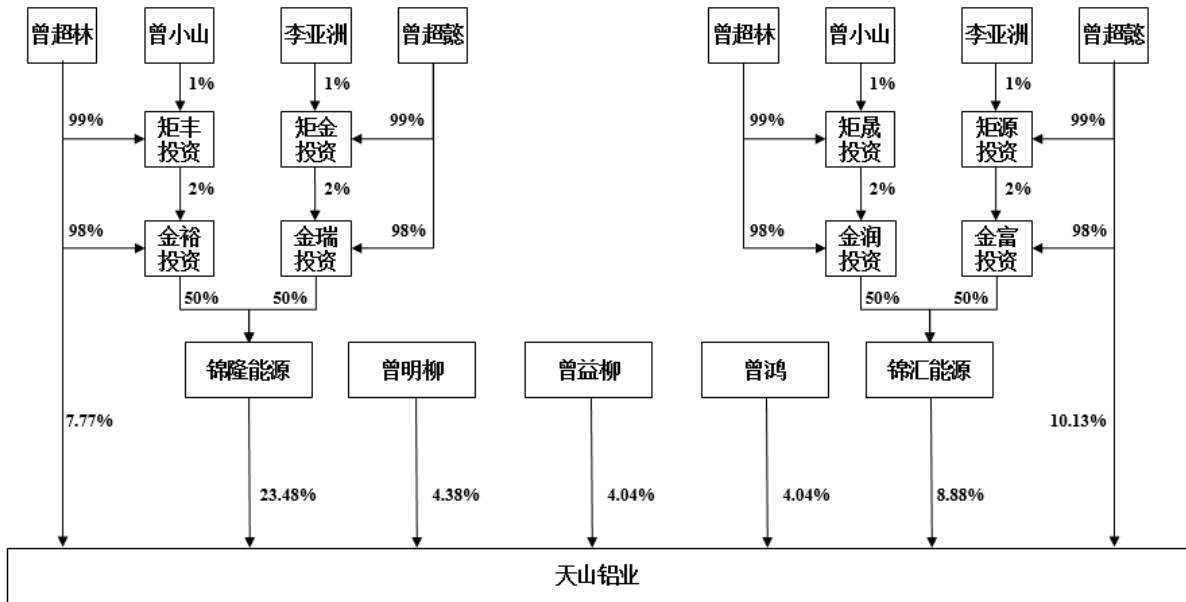 曾超林
曾小山
李亚洲
曾超懿
曾超林
曾小山
李亚洲
曾超懿
1%
1%
1%
1%
99%
矩丰
投资
矩金
投资
99%
99%
矩晟
投资
矩源
投资
99%
2%
2%
2%
2%
98%
金裕
投资
金瑞
投资
98%
98%
金润
投资
金富
投资
98%
50%
50%
50%
50%
锦隆能源
曾明柳
曾益柳
曾鸿
锦汇能源
7.77%
10.13%
23.48%
4.38%
4.04%
4.04%
8.88%
天山铝业